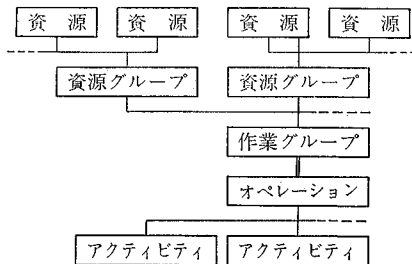 資 源 資 源 資 源 資 源
資源グループ 資源グループ
作業グループ
オペレーション
アクティビティ アクティビティ